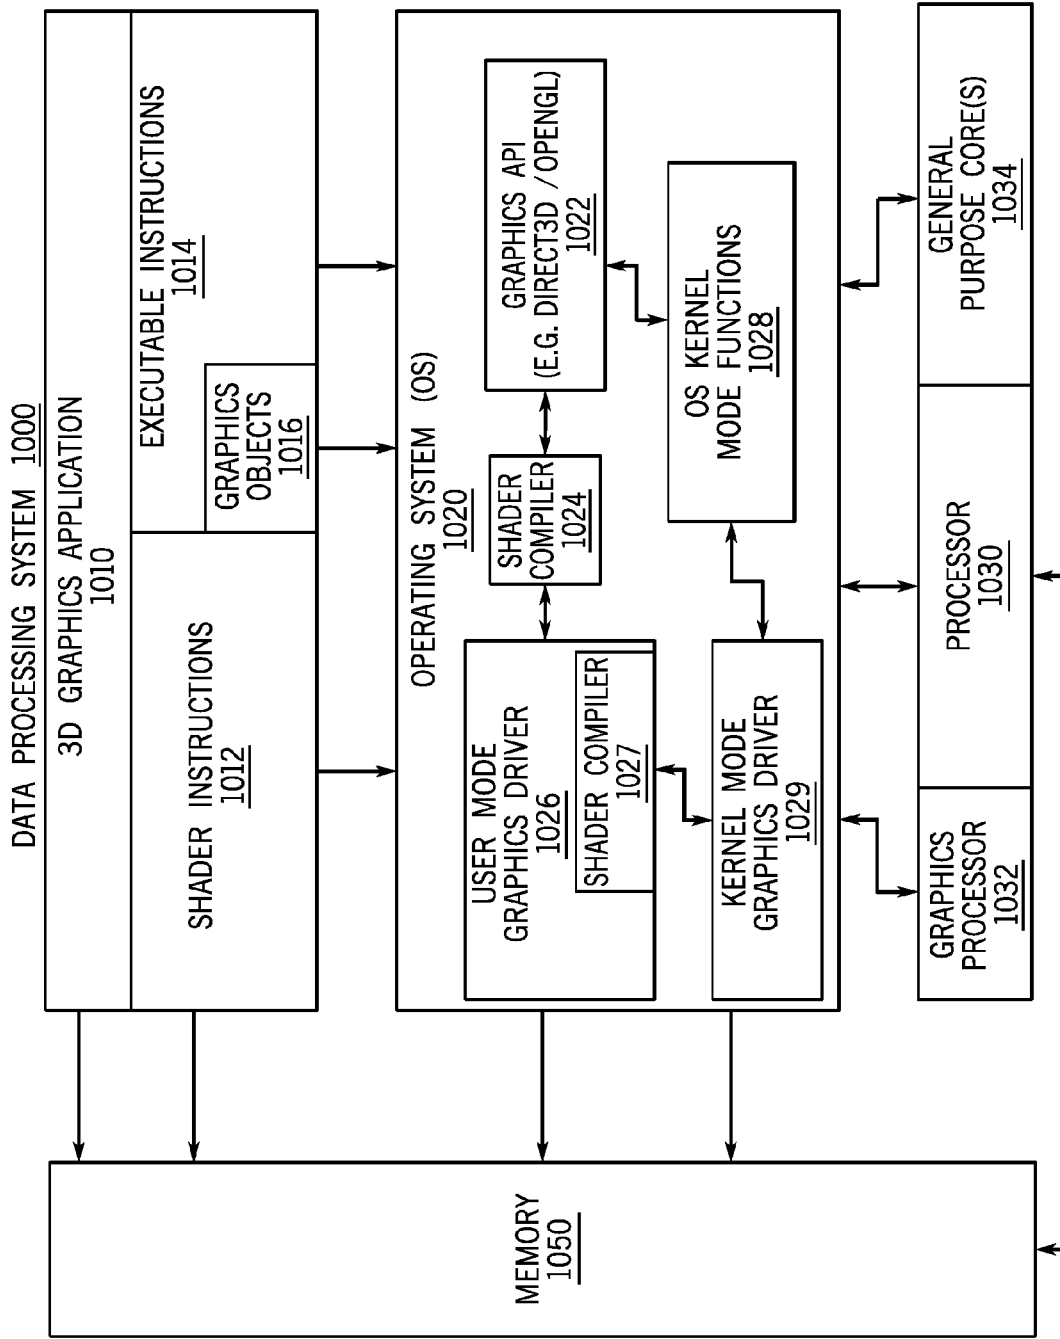 DATA PROCESSING SYSTEM 1000
3D GRAPHICS APPLICATION
1010
SHADER INSTRUCTIONS
1012
EXECUTABLE INSTRUCTIONS
1014
GRAPHICS
OBJECTS
1016
OPERATING SYSTEM (OS)
1020
USER MODE
GRAPHICS DRIVER
1026
SHADER COMPILER
1027
SHADER
COMPILER
1024
GRAPHICS API
(E.G. DIRECT3D /OPENGL)
1022
KERNEL MODE
GRAPHICS DRIVER
1029
OS KERNEL
MODE FUNCTIONS
1028
GRAPHICS
PROCESSOR
1032
PROCESSOR
1030
GENERAL
PURPOSE CORE(S)
1034
MEMORY
1050